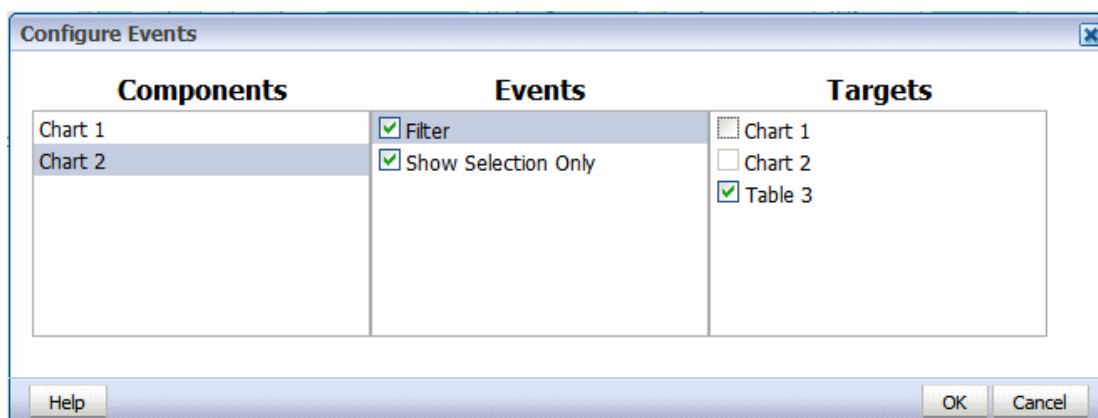 Configure Events
Components Events Targets
Chart 1 Filter Chart 1
Chart 2 Show Selection Only Chart 2
Table 3
Help OK Cancel